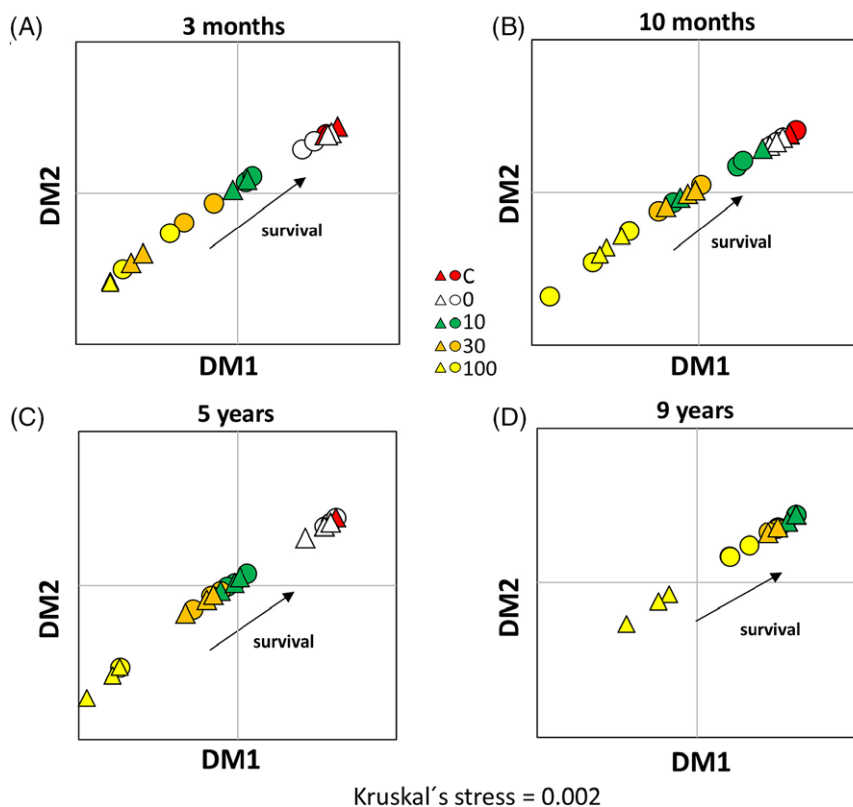 (A)
3 months
DM2
survival
DM1
(B)
10 months
DM2
survival
DM1
C
0
10
30
100
(C)
5 years
DM2
survival
DM1
(D)
9 years
DM2
survival
DM1
Kruskal´s stress = 0.002